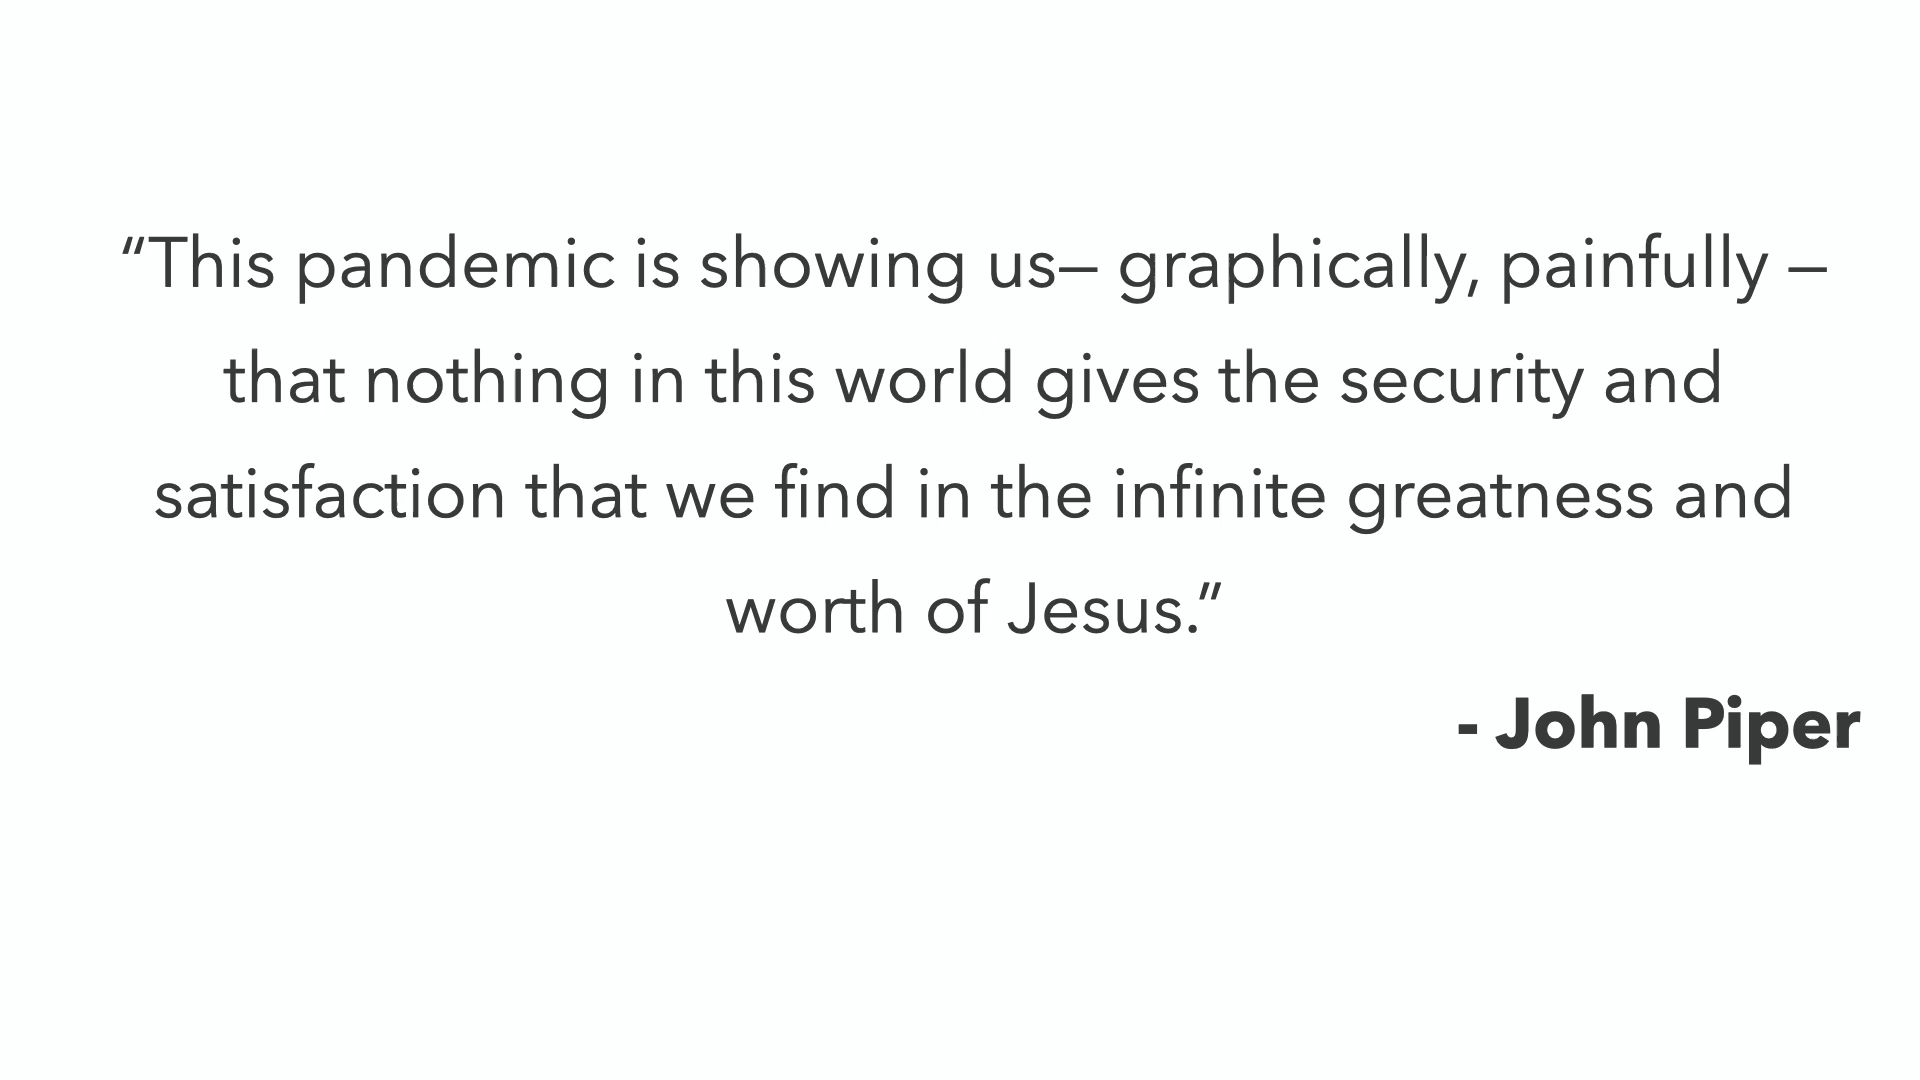 “This pandemic is showing us– graphically, painfully –
that nothing in this world gives the security and
satisfaction that we find in the infinite greatness and
worth of Jesus.”
- John Piper